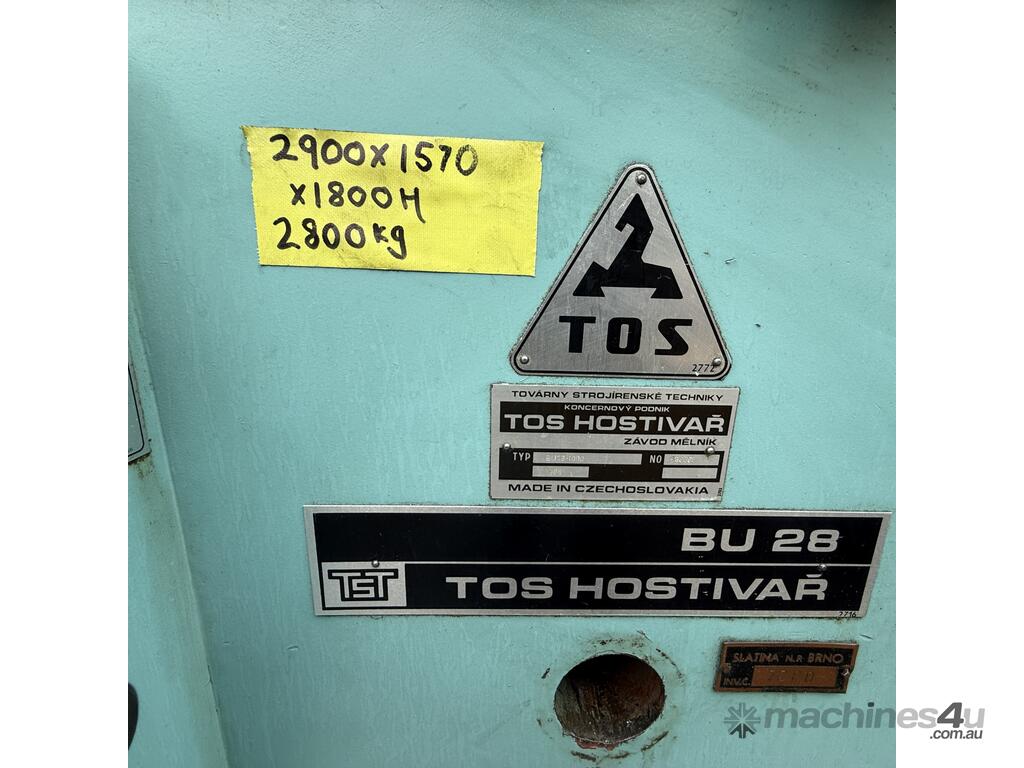 2900X1570
X1800H
2800kg
TOS
2772
TOVÁRNY STROJÍRENSKÉ TECHNIKY
KONCERNOVÝ PODNIK
TOS HOSTIVAŘ
ZÁVOD MĚLNÍK
TYP
NO
MADE IN CZECHOSLOVAKIA
BU 28
TST TOS HOSTIVAŘ
2716
SLATINA N.P. BRNO
INV.Č.
machines4u
.com.au